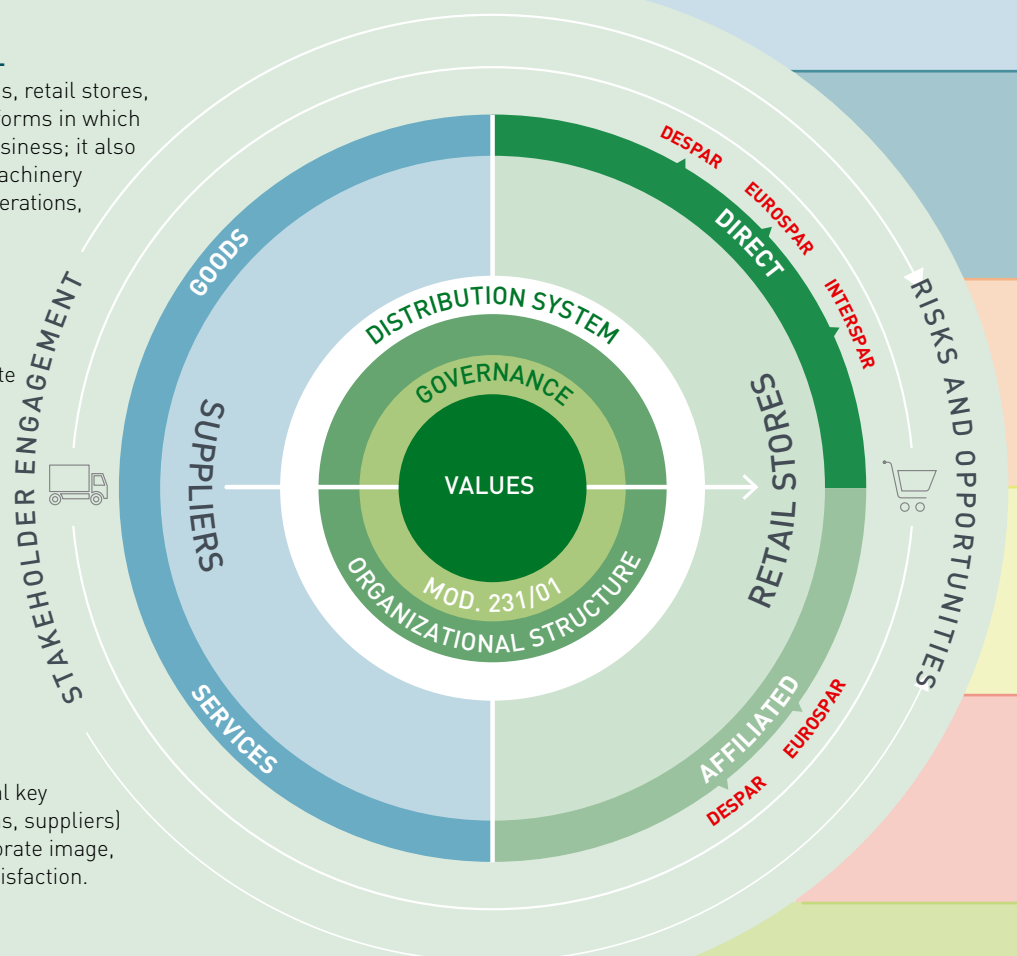 s, retail stores,
forms in which
siness; it also
achinery
erations,
te
al key
s, suppliers)
orate image,
isfaction.
STAKEHOLDER ENGAGEMENT
GOODS
SERVICES
SUPPLIERS
DISTRIBUTION SYSTEM
GOVERNANCE
VALUES
MOD. 231/01
ORGANIZATIONAL STRUCTURE
RETAIL STORES
DIRECT
DESPAR
EUROSPAR
INTERSPAR
AFFILIATED
EUROSPAR
DESPAR
RISKS AND OPPORTUNITIES